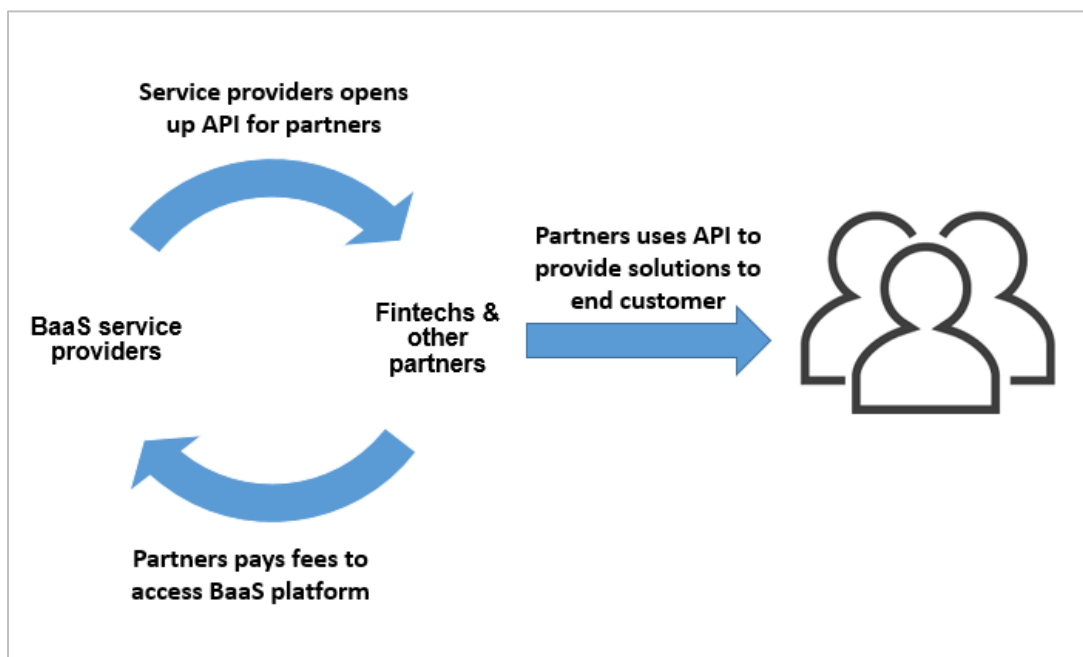 Service providers opens
up API for partners
BaaS service
providers
Fintechs &
other
partners
Partners uses API to
provide solutions to
end customer
Partners pays fees to
access BaaS platform